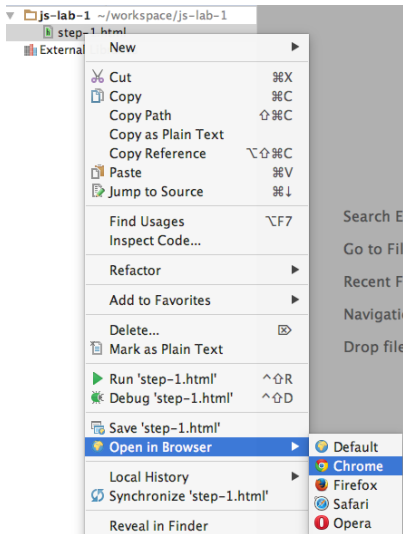 js-lab-1 ~/workspace/js-lab-1
step-1.html
External
New
Cut ⌘X
Copy ⌘C
Copy Path ⇧⌘C
Copy as Plain Text
Copy Reference ⌥⇧⌘C
Paste ⌘V
Jump to Source ⌘↓
Find Usages ⌥F7
Inspect Code...
Refactor
Add to Favorites
Delete... ⌦
Mark as Plain Text
Run 'step-1.html' ^⇧R
Debug 'step-1.html' ^⇧D
Save 'step-1.html'
Open in Browser
Local History
Synchronize 'step-1.html'
Reveal in Finder
Default
Chrome
Firefox
Safari
Opera
Search E
Go to Fil
Recent F
Navigati
Drop file